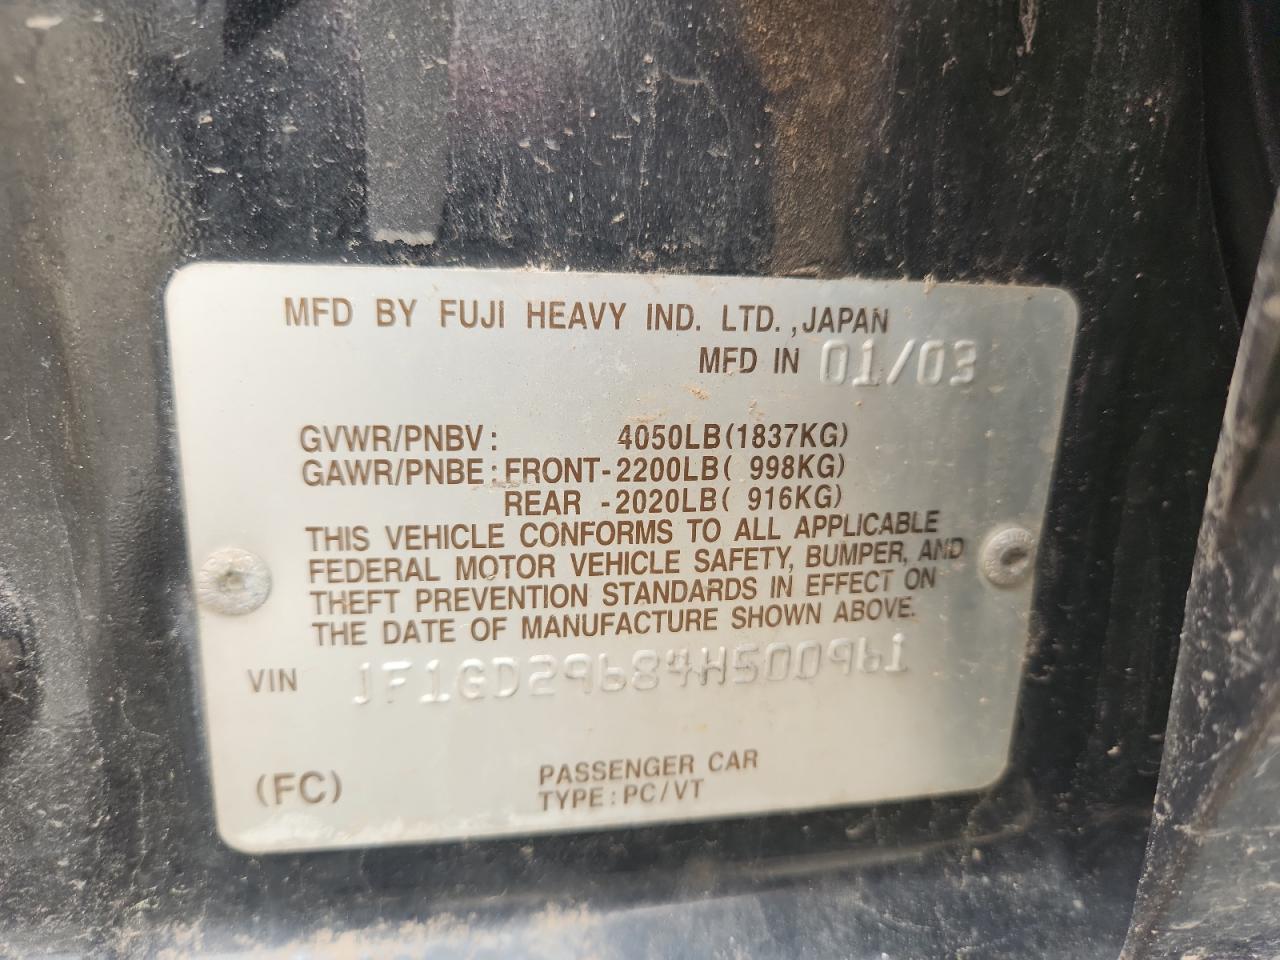 MFD BY FUJI HEAVY IND. LTD.,JAPAN
MFD IN 01/03
GVWR/PNBV: 4050LB(1837KG)
GAWR/PNBE:FRONT-2200LB( 998KG)
REAR -2020LB( 916KG)
THIS VEHICLE CONFORMS TO ALL APPLICABLE
FEDERAL MOTOR VEHICLE SAFETY, BUMPER, AND
THEFT PREVENTION STANDARDS IN EFFECT ON
THE DATE OF MANUFACTURE SHOWN ABOVE.
VIN JF1GD29684H500961
(FC) PASSENGER CAR
TYPE:PC/VT